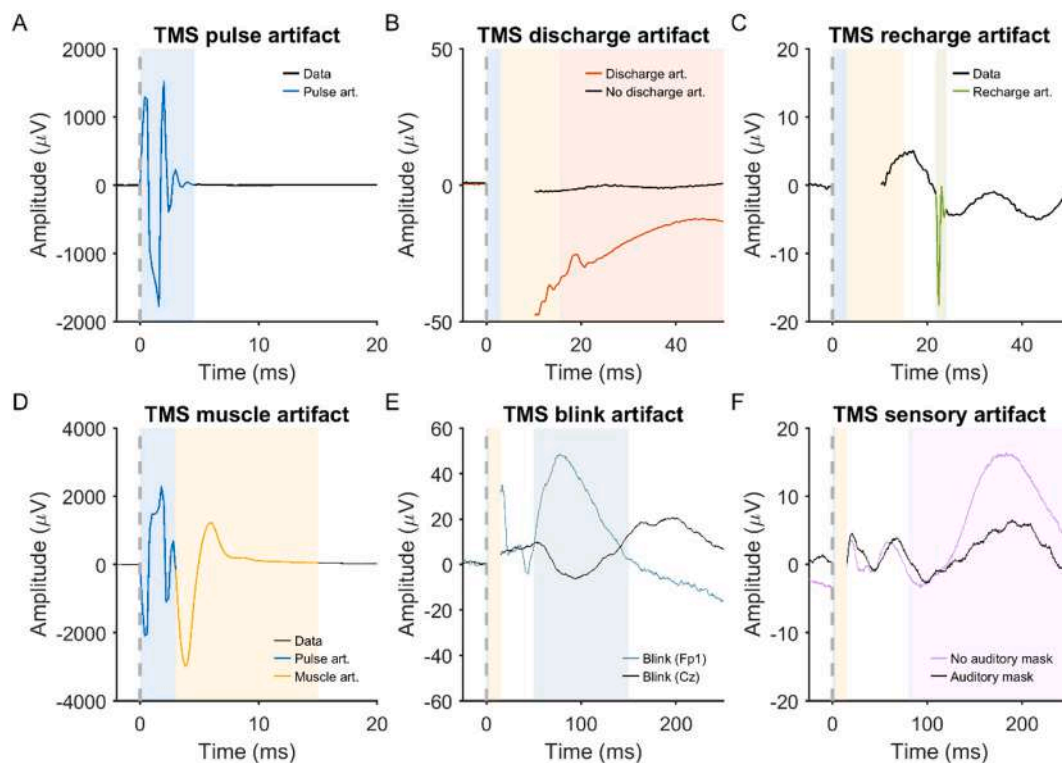 A
TMS pulse artifact
2000
1000
0
-1000
-2000
Amplitude (μV)
Data
Pulse art.
0
10
20
Time (ms)
B
TMS discharge artifact
50
0
-50
Amplitude (μV)
Discharge art.
No discharge art.
0
20
40
Time (ms)
C
TMS recharge artifact
20
10
0
-10
-20
Amplitude (μV)
Data
Recharge art.
0
20
40
Time (ms)
D
TMS muscle artifact
4000
2000
0
-2000
-4000
Amplitude (μV)
Data
Pulse art.
Muscle art.
0
10
20
Time (ms)
E
TMS blink artifact
60
40
20
0
-20
-40
-60
Amplitude (μV)
Blink (Fp1)
Blink (Cz)
0
100
200
Time (ms)
F
TMS sensory artifact
20
10
0
-10
-20
Amplitude (μV)
No auditory mask
Auditory mask
0
100
200
Time (ms)